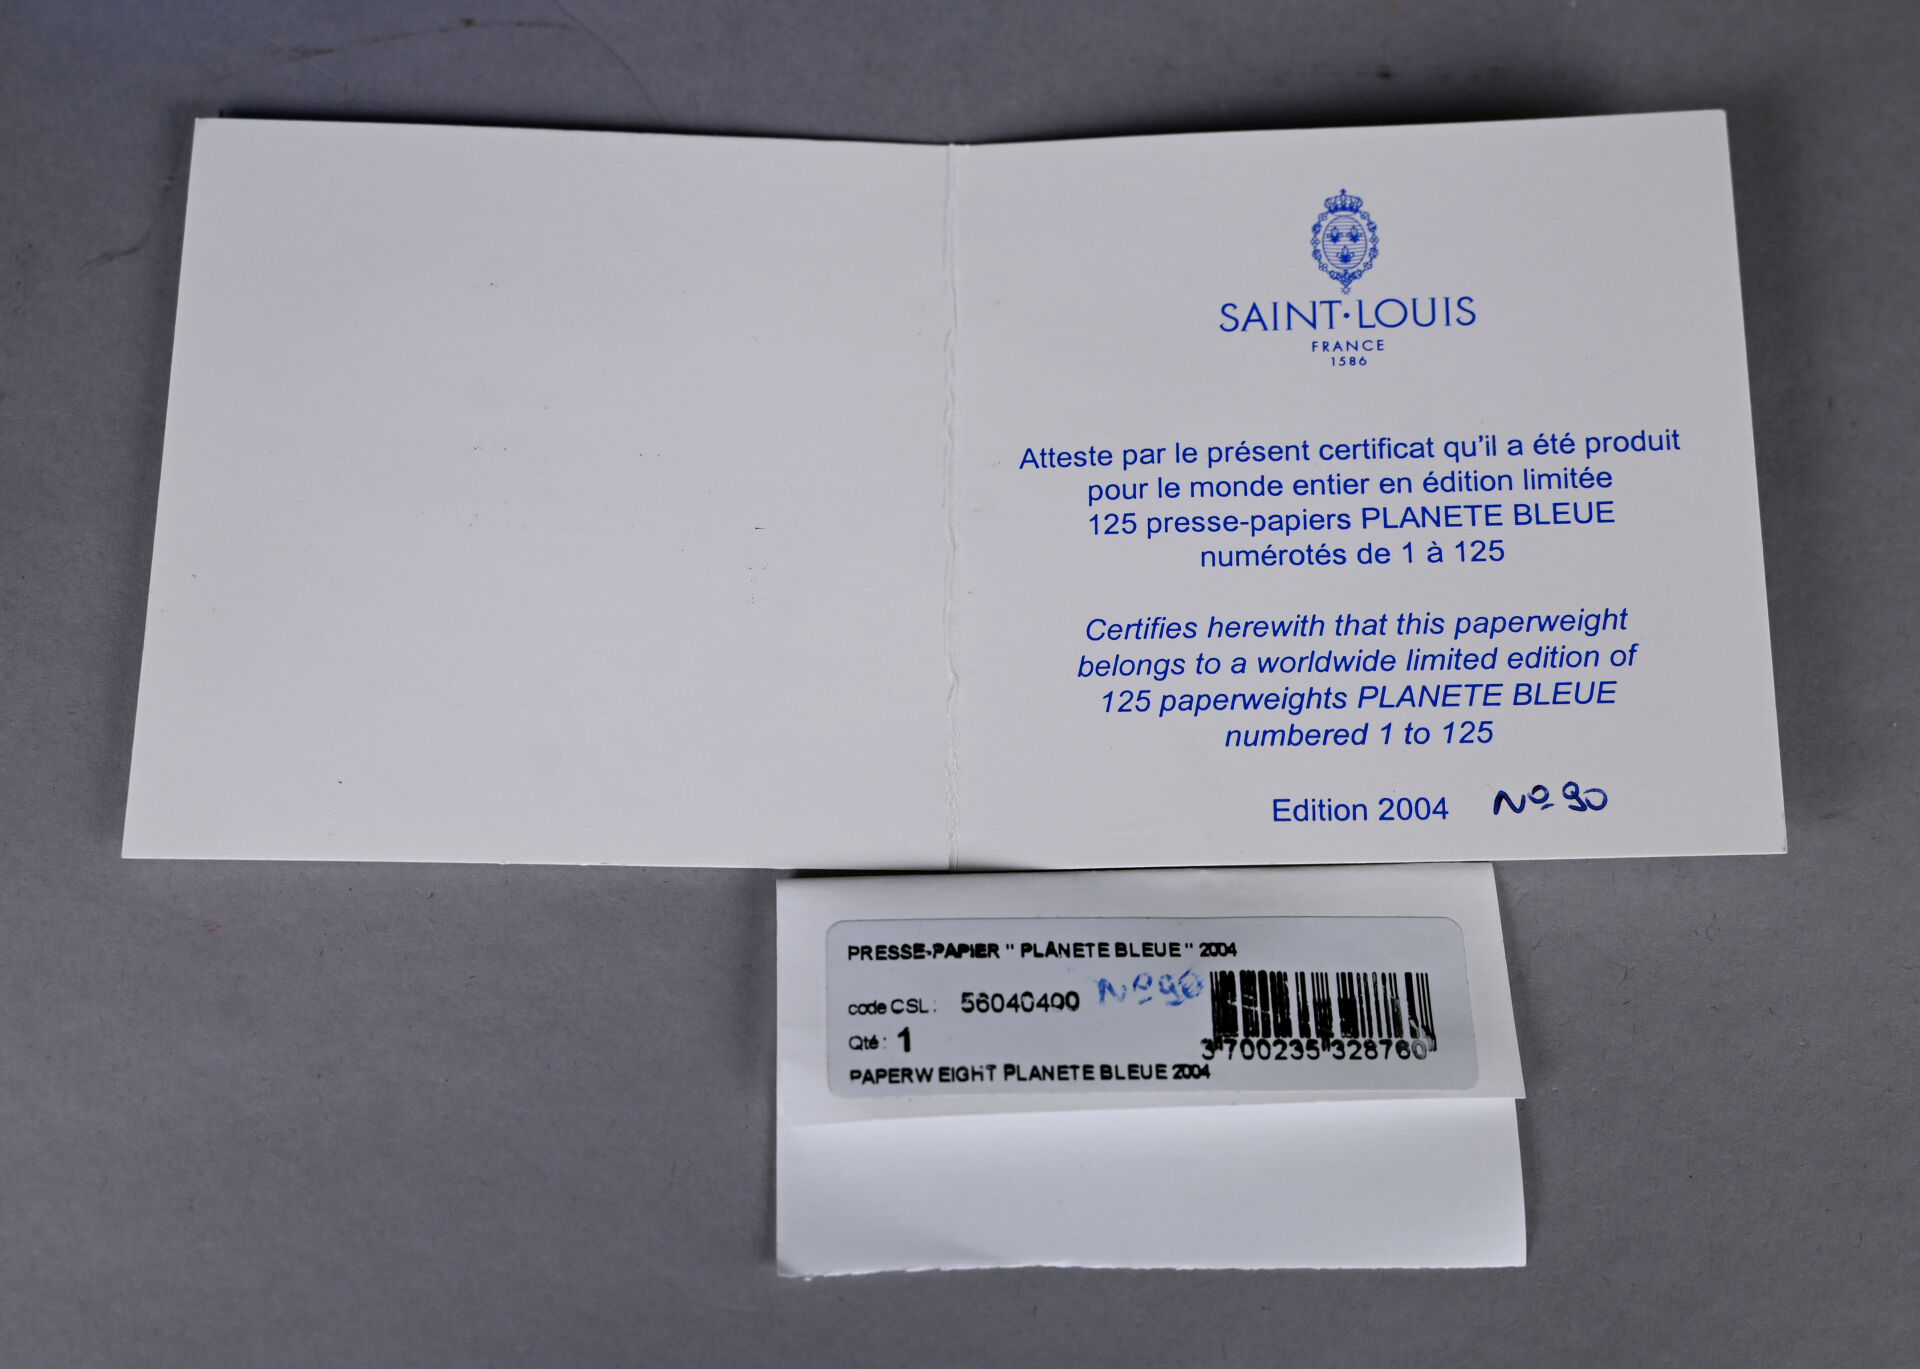 SAINT·LOUIS
FRANCE
1586
Atteste par le présent certificat qu'il a été produit
pour le monde entier en édition limitée
125 presse-papiers PLANETE BLEUE
numérotés de 1 à 125
Certifies herewith that this paperweight
belongs to a worldwide limited edition of
125 paperweights PLANETE BLEUE
numbered 1 to 125
Edition 2004 Nº 90
PRESSE-PAPIER " PLANETE BLEUE " 2004
code CSL : 56040400 Nº 90
Qté : 1
3 700235 328760
PAPERWEIGHT PLANETE BLEUE 2004